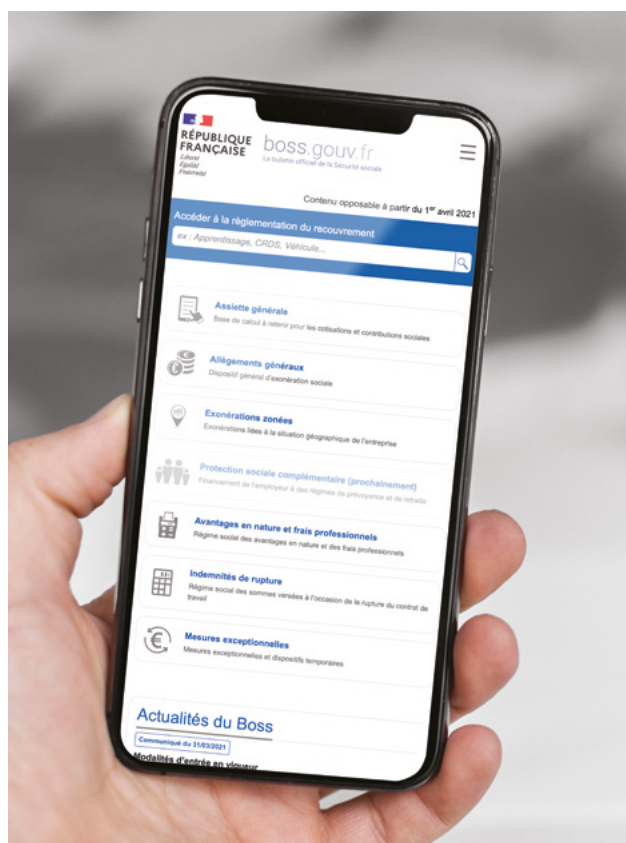 RÉPUBLIQUE
FRANÇAISE
Liberté
Égalité
Fraternité
boss.gouv.fr
Le bulletin officiel de la Sécurité sociale
Contenu opposable à partir du 1er avril 2021
Accéder à la règlementation du recouvrement
ex : Apprentissage, CRDS, Véhicule...
Assiette générale
Base de calcul à retenir pour les cotisations et contributions sociales
Allègements généraux
Dispositif général d'exonération sociale
Exonérations zonées
Exonérations liées à la situation géographique de l'entreprise
Protection sociale complémentaire (prochainement)
Financement de l'employeur à des régimes de prévoyance et de retraite
Avantages en nature et frais professionnels
Régime social des avantages en nature et des frais professionnels
Indemnités de rupture
Régime social des sommes versées à l'occasion de la rupture du contrat de
travail
Mesures exceptionnelles
Mesures exceptionnelles et dispositifs temporaires
Actualités du Boss
Communiqué du 31/03/2021
Modalités d'entrée en vigueur